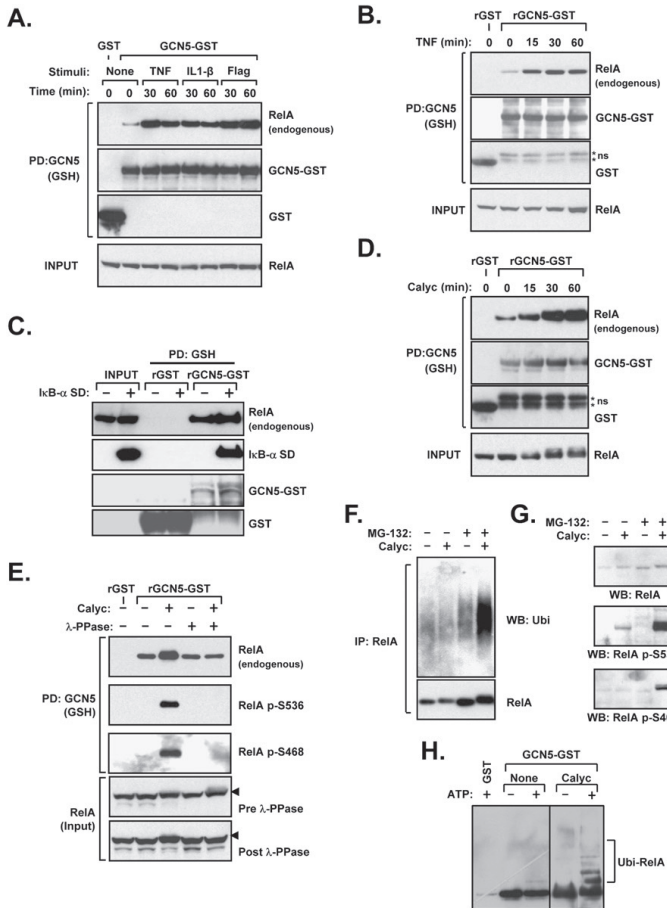 A.
GST GCN5-GST
Stimuli: None TNF IL1-β Flag
Time (min): 0 0 30 60 30 60 30 60
RelA
(endogenous)
PD:GCN5
(GSH)
GCN5-GST
GST
INPUT RelA
B.
rGST rGCN5-GST
TNF (min): 0 0 15 30 60
RelA
(endogenous)
PD:GCN5
(GSH)
GCN5-GST
* ns
*
GST
INPUT RelA
C.
PD: GSH
INPUT rGST rGCN5-GST
IκB-α SD: − + − + − +
RelA
(endogenous)
IκB-α SD
GCN5-GST
GST
D.
rGST rGCN5-GST
Calyc (min): 0 0 15 30 60
RelA
(endogenous)
PD:GCN5
(GSH)
GCN5-GST
* ns
*
GST
INPUT RelA
E.
rGST rGCN5-GST
Calyc: − − + − +
λ-PPase: − − − + +
RelA
(endogenous)
PD: GCN5
(GSH)
RelA p-S536
RelA p-S468
RelA
(Input)
Pre λ-PPase
Post λ-PPase
F.
MG-132: − − + +
Calyc: − + − +
IP: RelA
WB: Ubi
RelA
G.
MG-132: − − + +
Calyc: − + − +
WB: RelA
WB: RelA p-S5
WB: RelA p-S4
H.
GCN5-GST
GST None Calyc
ATP: + − + − +
Ubi-RelA